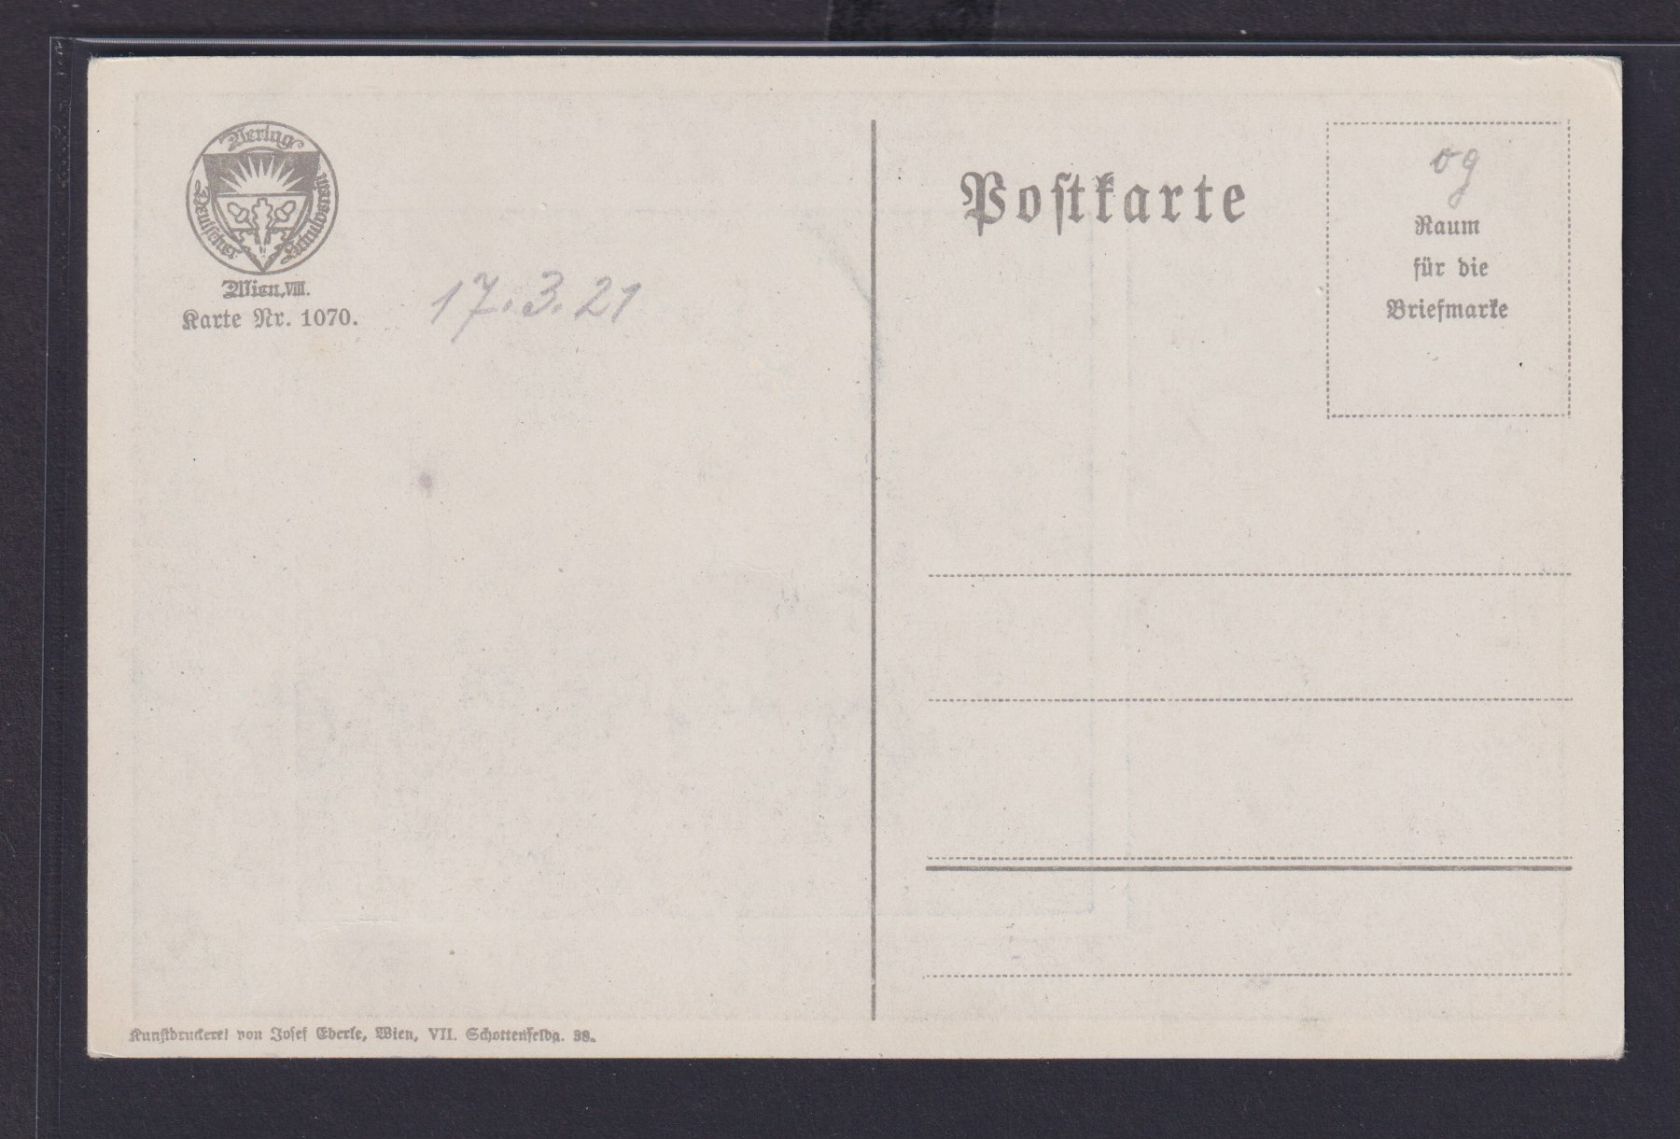 Verlag
Deutscher
Schulverein
Wien, VIII.
Karte Nr. 1070.
17.3.21
Postkarte
og
Raum
für die
Briefmarke
Kunstdruckerei von Josef Eberle, Wien, VII. Schottenfeldg. 38.